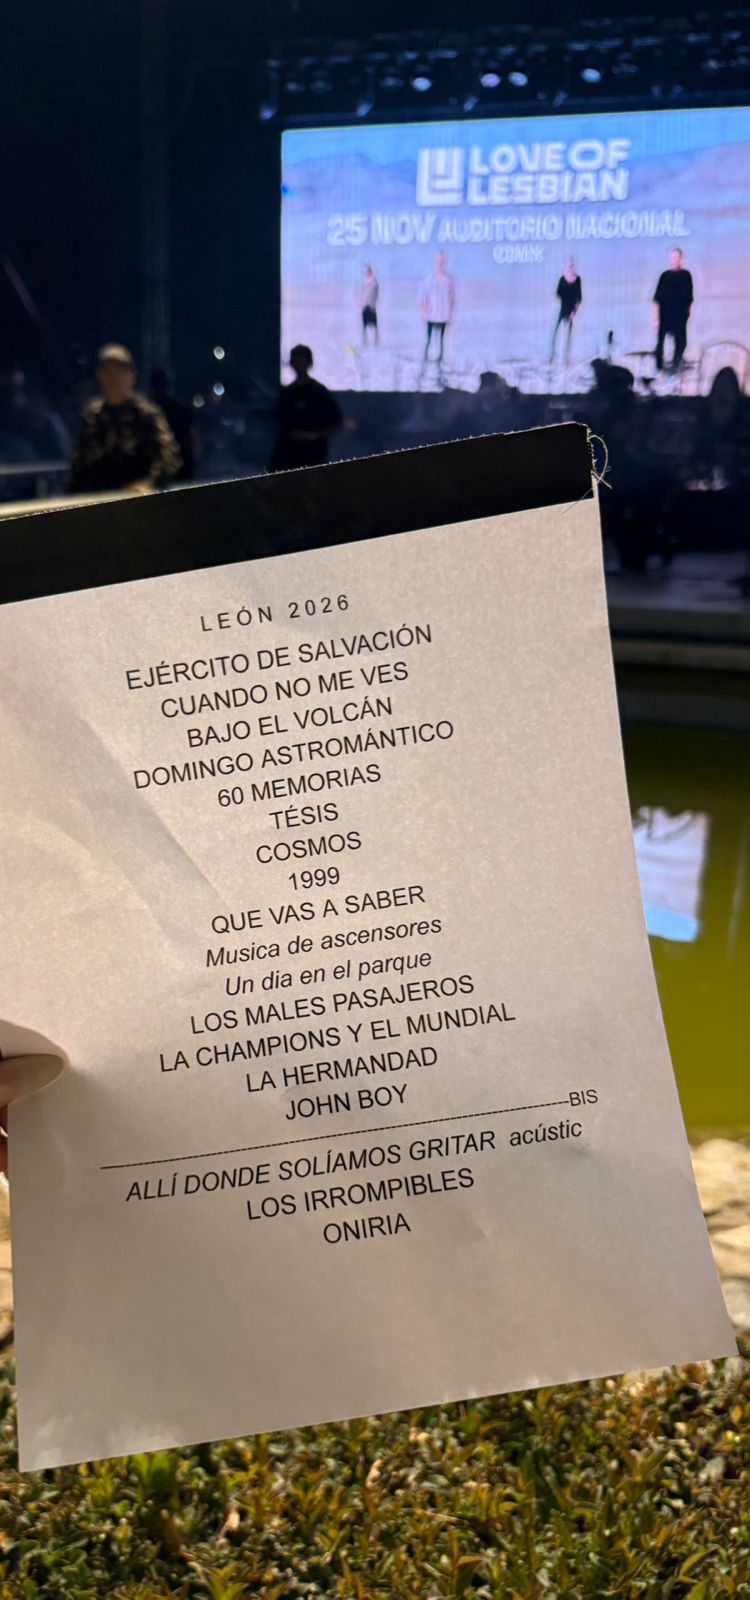 LOVE OF
LESBIAN
25 NOV AUDITORIO NACIONAL
CDMX
LEÓN 2026
EJÉRCITO DE SALVACIÓN
CUANDO NO ME VES
BAJO EL VOLCÁN
DOMINGO ASTROMÁNTICO
60 MEMORIAS
TÉSIS
COSMOS
1999
QUE VAS A SABER
Musica de ascensores
Un dia en el parque
LOS MALES PASAJEROS
LA CHAMPIONS Y EL MUNDIAL
LA HERMANDAD
JOHN BOY
BIS
ALLÍ DONDE SOLÍAMOS GRITAR acústic
LOS IRROMPIBLES
ONIRIA